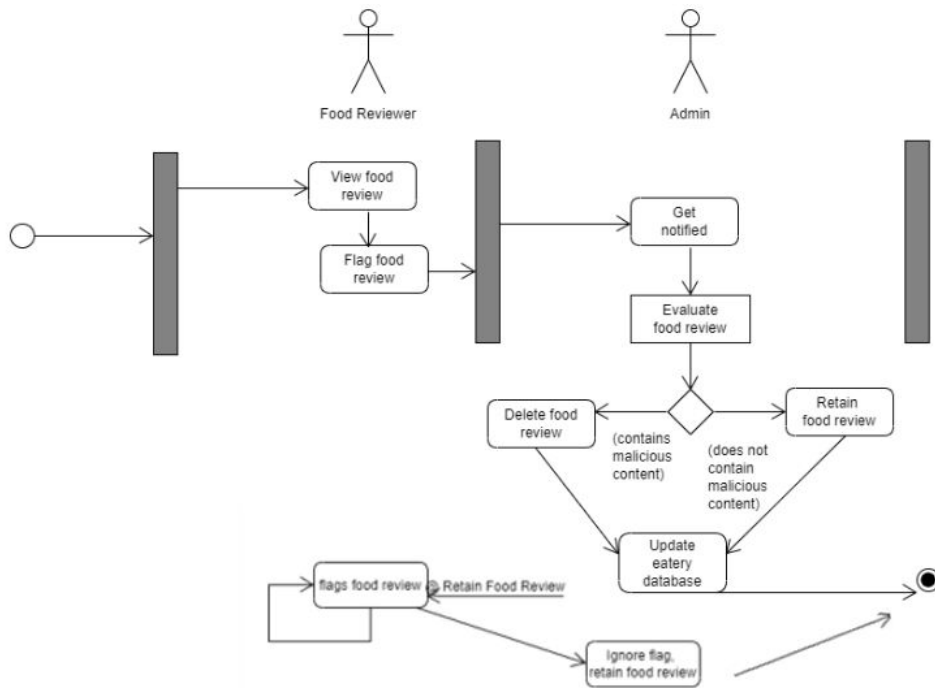 Food Reviewer
Admin
View food
review
Flag food
review
Get
notified
Evaluate
food review
Delete food
review
Retain
food review
(contains
malicious
content)
(does not
contain
malicious
content)
Update
eatery
database
flags food review
Retain Food Review
Ignore flag,
retain food review